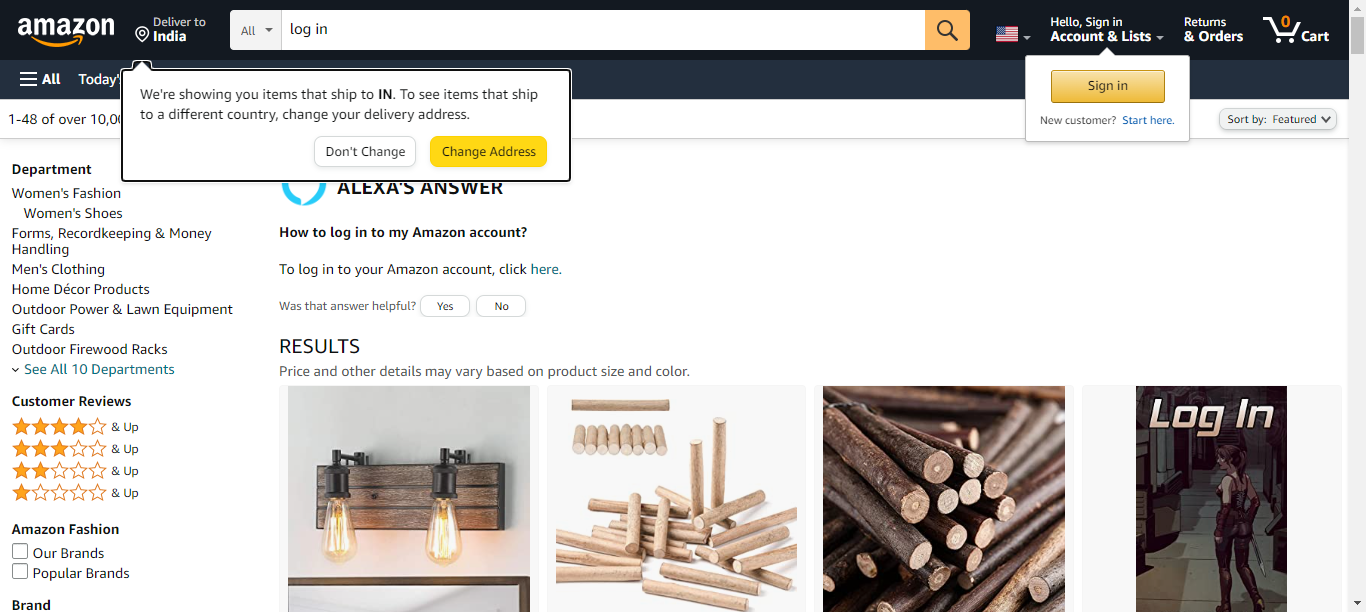 amazon
Deliver to
India
All
log in
Hello, Sign in
Account & Lists
Returns
& Orders
0
Cart
All
Today'
We're showing you items that ship to IN. To see items that ship
to a different country, change your delivery address.
Don't Change
Change Address
Sign in
New customer? Start here.
1-48 of over 10,00
Sort by: Featured
Department
Women's Fashion
Women's Shoes
Forms, Recordkeeping & Money
Handling
Men's Clothing
Home Décor Products
Outdoor Power & Lawn Equipment
Gift Cards
Outdoor Firewood Racks
See All 10 Departments
Customer Reviews
& Up
& Up
& Up
& Up
Amazon Fashion
Our Brands
Popular Brands
Brand
ALEXA'S ANSWER
How to log in to my Amazon account?
To log in to your Amazon account, click here.
Was that answer helpful?
Yes
No
RESULTS
Price and other details may vary based on product size and color.
Log In